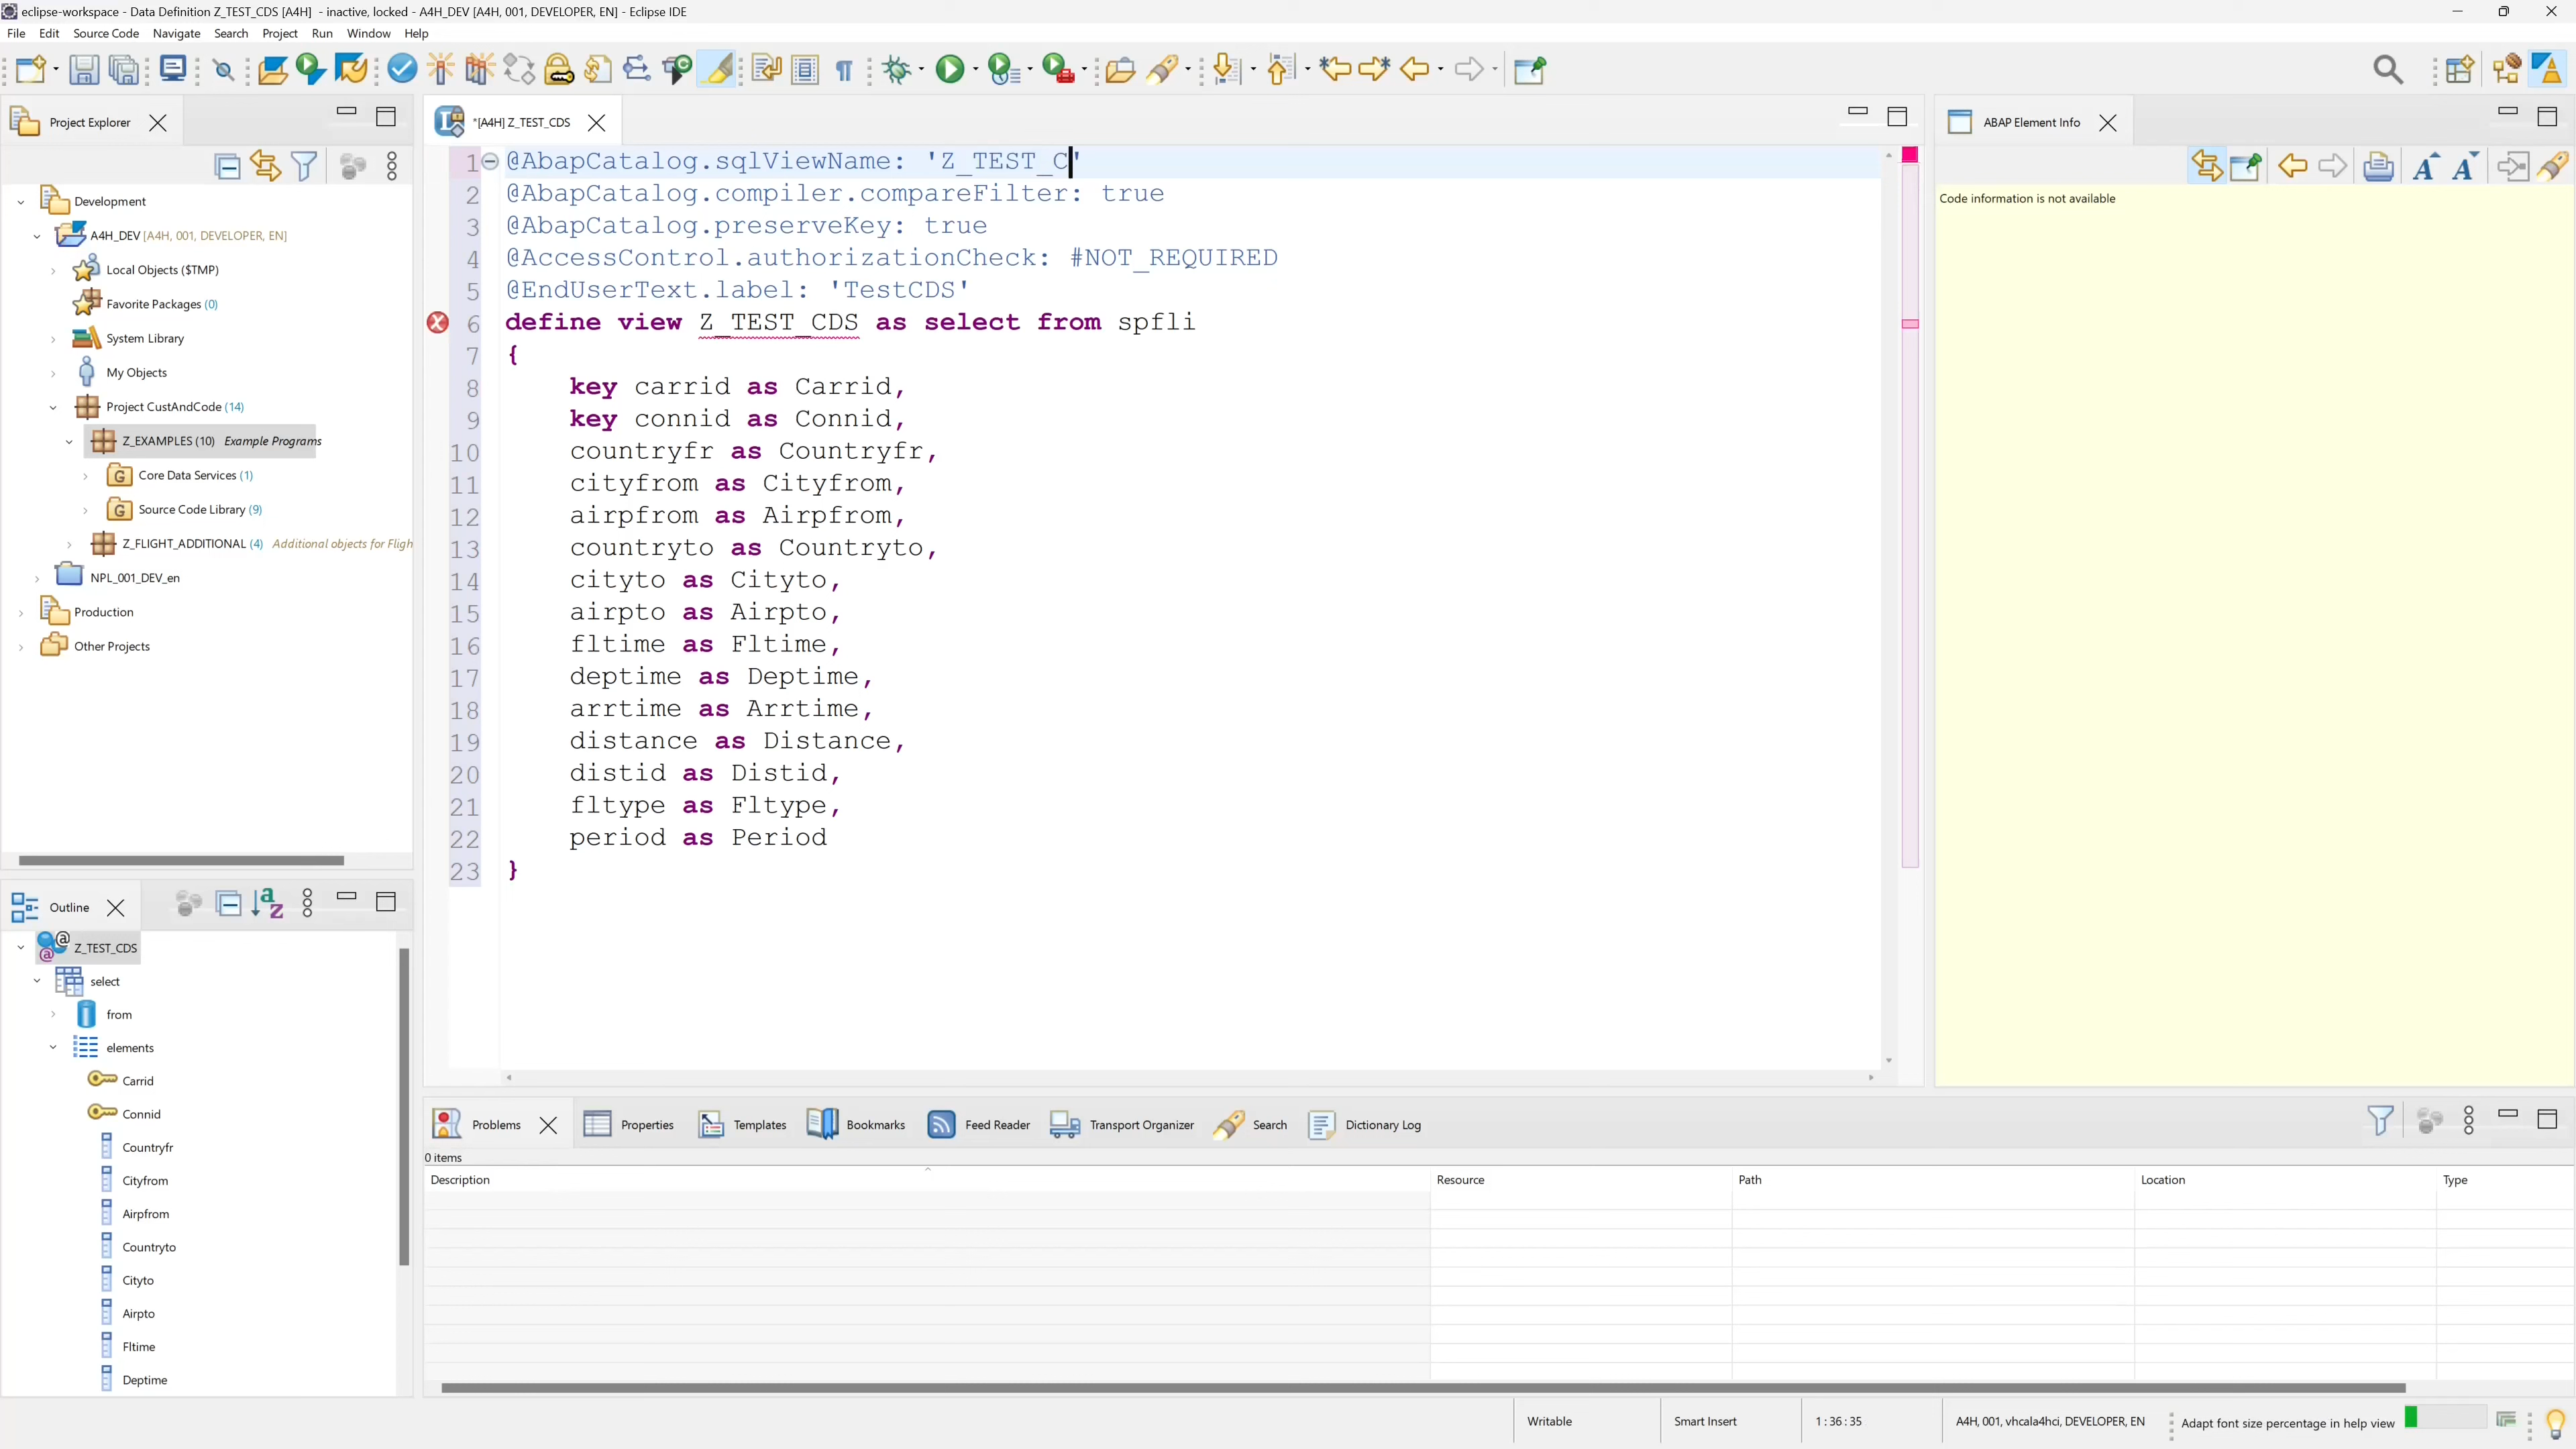 eclipse-workspace - Data Definition Z_TEST_CDS [A4H]  - inactive, locked - A4H_DEV [A4H, 001, DEVELOPER, EN] - Eclipse IDE
File Edit Source Code Navigate Search Project Run Window Help
Project Explorer
Development
A4H_DEV [A4H, 001, DEVELOPER, EN]
Local Objects ($TMP)
Favorite Packages (0)
System Library
My Objects
Project CustAndCode (14)
Z_EXAMPLES (10) Example Programs
Core Data Services (1)
Source Code Library (9)
Z_FLIGHT_ADDITIONAL (4) Additional objects for Fligh
NPL_001_DEV_en
Production
Other Projects
Outline
Z_TEST_CDS
select
from
elements
Carrid
Connid
Countryfr
Cityfrom
Airpfrom
Countryto
Cityto
Airpto
Fltime
Deptime
*[A4H] Z_TEST_CDS
1 @AbapCatalog.sqlViewName: 'Z_TEST_C'
2 @AbapCatalog.compiler.compareFilter: true
3 @AbapCatalog.preserveKey: true
4 @AccessControl.authorizationCheck: #NOT_REQUIRED
5 @EndUserText.label: 'TestCDS'
6 define view Z_TEST_CDS as select from spfli
7 {
8 key carrid as Carrid,
9 key connid as Connid,
10 countryfr as Countryfr,
11 cityfrom as Cityfrom,
12 airpfrom as Airpfrom,
13 countryto as Countryto,
14 cityto as Cityto,
15 airpto as Airpto,
16 fltime as Fltime,
17 deptime as Deptime,
18 arrtime as Arrtime,
19 distance as Distance,
20 distid as Distid,
21 fltype as Fltype,
22 period as Period
23 }
ABAP Element Info
Code information is not available
Problems Properties Templates Bookmarks Feed Reader Transport Organizer Search Dictionary Log
0 items
Description Resource Path Location Type
Writable Smart Insert 1 : 36 : 35 A4H, 001, vhcala4hci, DEVELOPER, EN Adapt font size percentage in help view